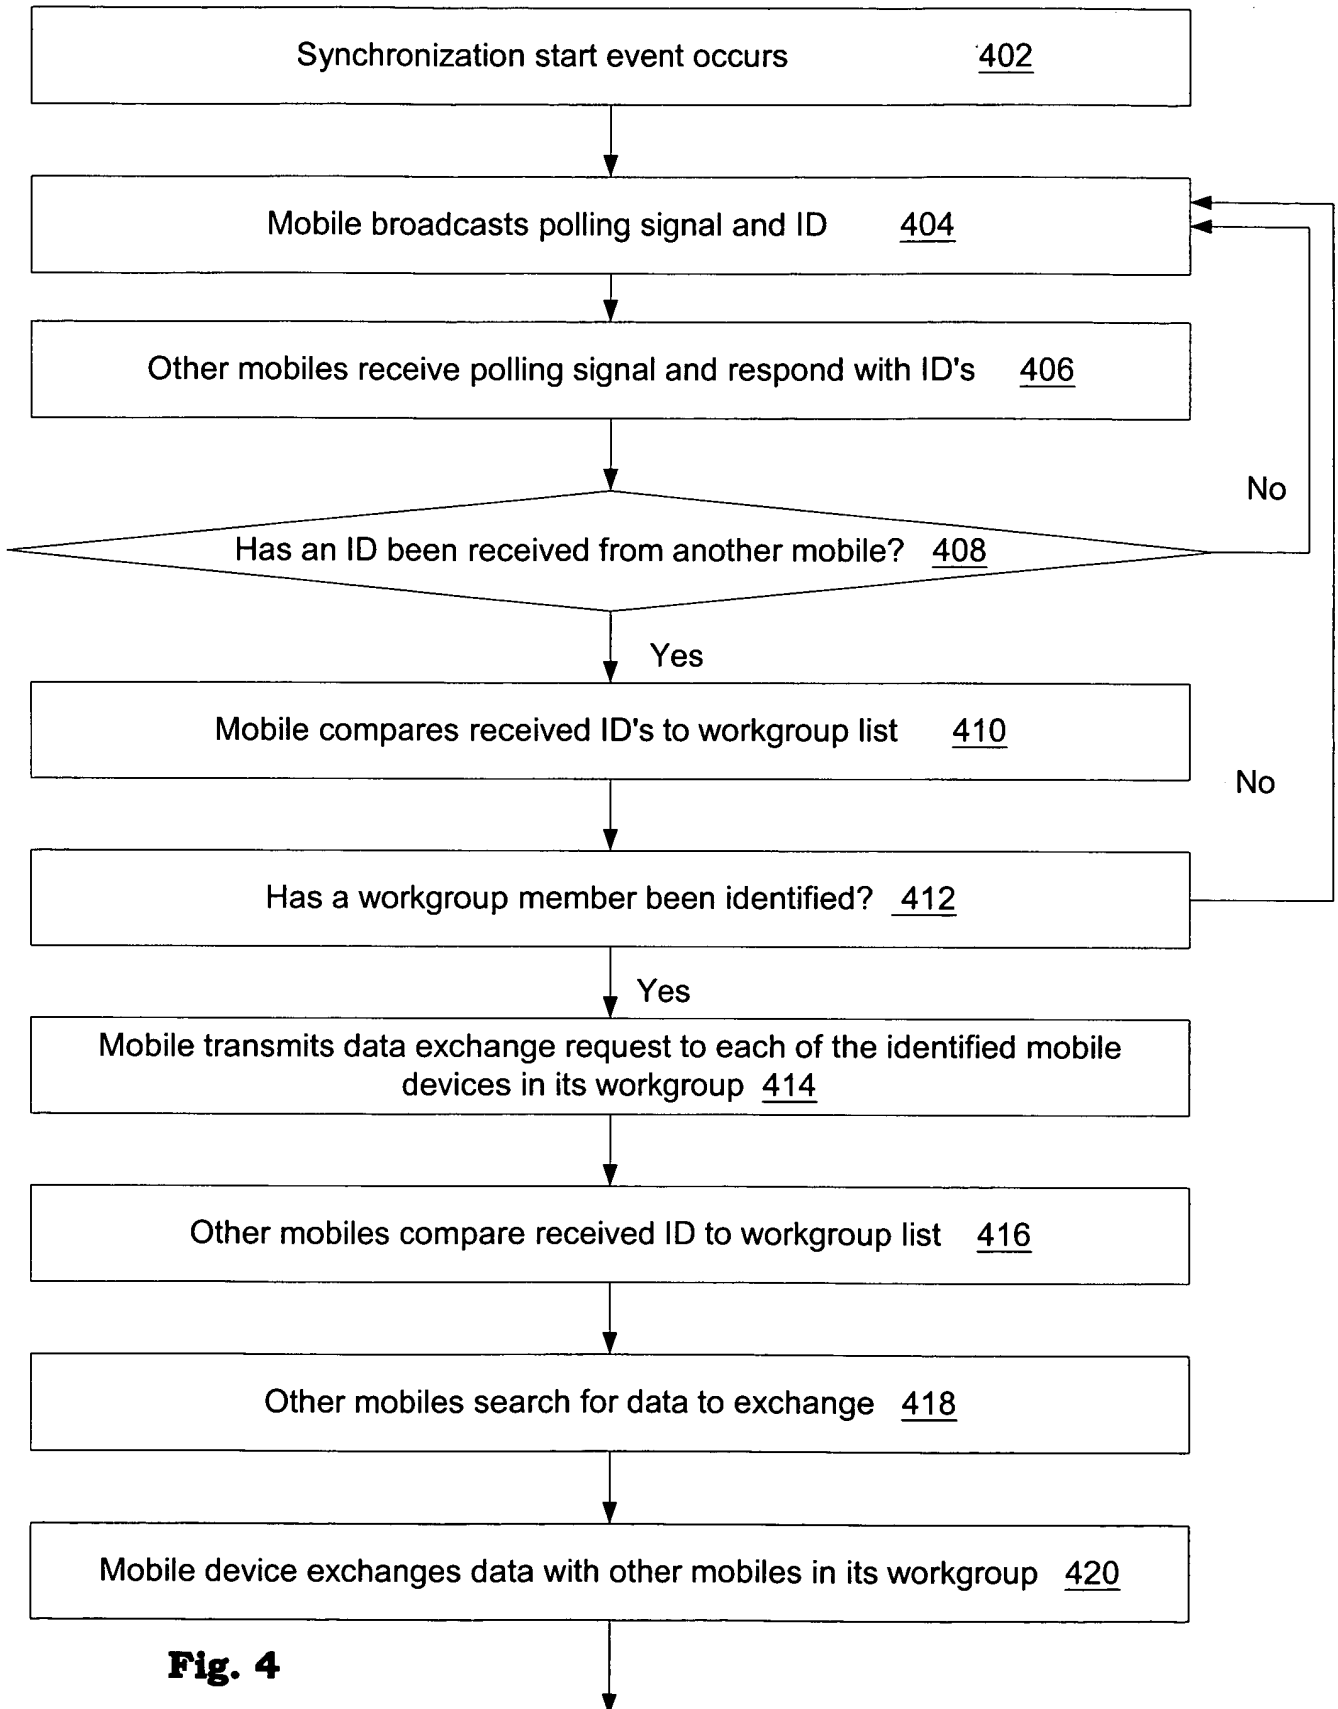 Synchronization start event occurs 402
Mobile broadcasts polling signal and ID 404
Other mobiles receive polling signal and respond with ID's 406
No
Has an ID been received from another mobile? 408
Yes
Mobile compares received ID's to workgroup list 410
No
Has a workgroup member been identified? 412
Yes
Mobile transmits data exchange request to each of the identified mobile
devices in its workgroup 414
Other mobiles compare received ID to workgroup list 416
Other mobiles search for data to exchange 418
Mobile device exchanges data with other mobiles in its workgroup 420
Fig. 4